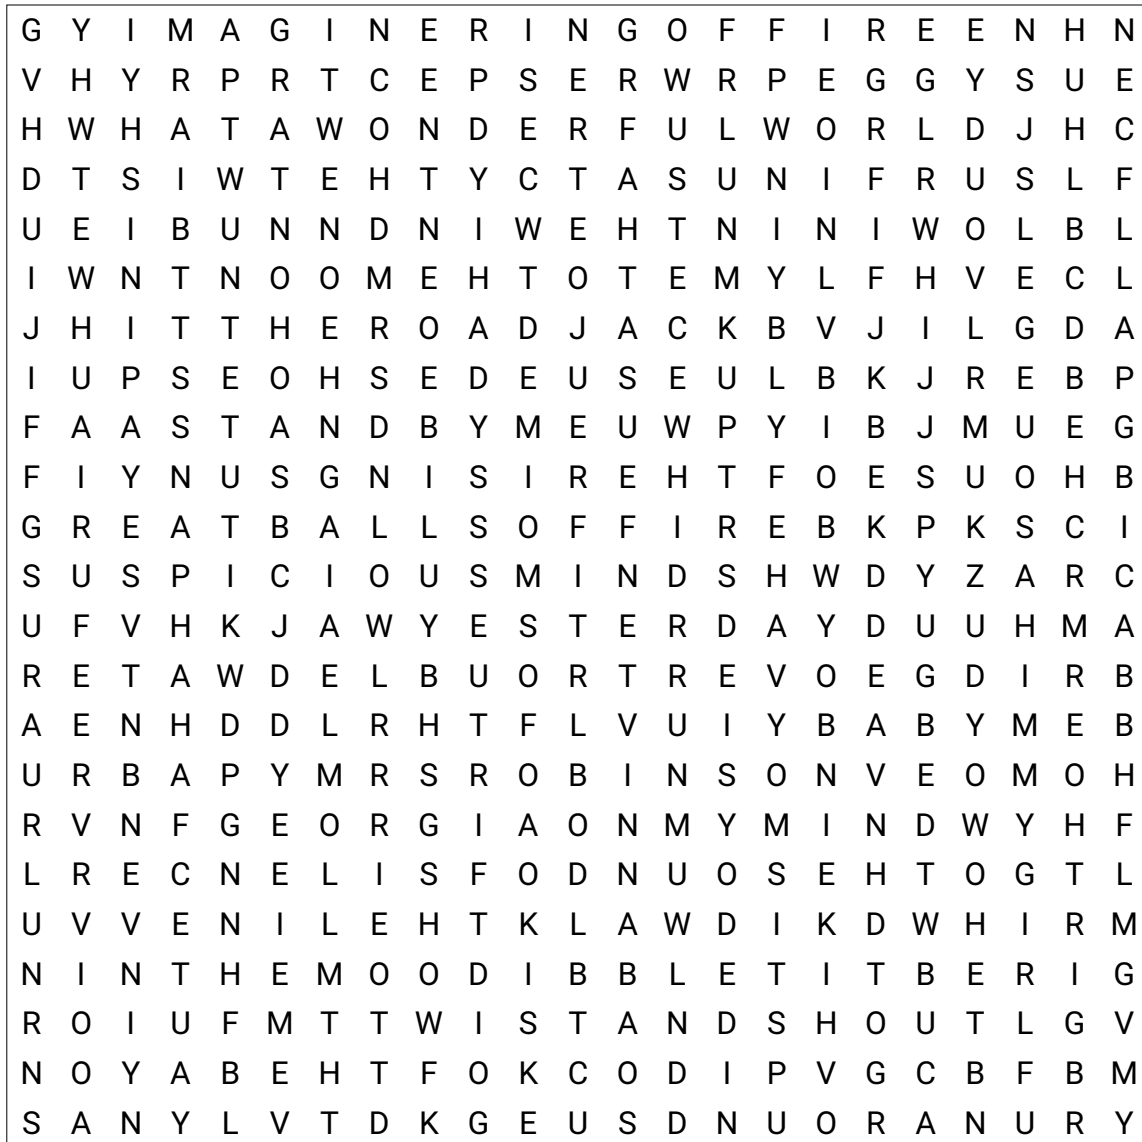 G Y I M A G I N E R I N G O F F I R E E N H N
V H Y R P R T C E P S E R W R P E G G Y S U E
H W H A T A W O N D E R F U L W O R L D J H C
D T S I W T E H T Y C T A S U N I F R U S L F
U E I B U N N D N I W E H T N I N I W O L B L
I W N T N O O M E H T O T E M Y L F H V E C L
J H I T T H E R O A D J A C K B V J I L G D A
I U P S E O H S E D E U S E U L B K J R E B P
F A A S T A N D B Y M E U W P Y I B J M U E G
F I Y N U S G N I S I R E H T F O E S U O H B
G R E A T B A L L S O F F I R E B K P K S C I
S U S P I C I O U S M I N D S H W D Y Z A R C
U F V H K J A W Y E S T E R D A Y D U U H M A
R E T A W D E L B U O R T R E V O E G D I R B
A E N H D D L R H T F L V U I Y B A B Y M E B
U R B A P Y M R S R O B I N S O N V E O M O H
R V N F G E O R G I A O N M Y M I N D W Y H F
L R E C N E L I S F O D N U O S E H T O G T L
U V V E N I L E H T K L A W D I K D W H I R M
N I N T H E M O O D I B B L E T I T B E R I G
R O I U F M T T W I S T A N D S H O U T L G V
N O Y A B E H T F O K C O D I P V G C B F B M
S A N Y L V T D K G E U S D N U O R A N U R Y